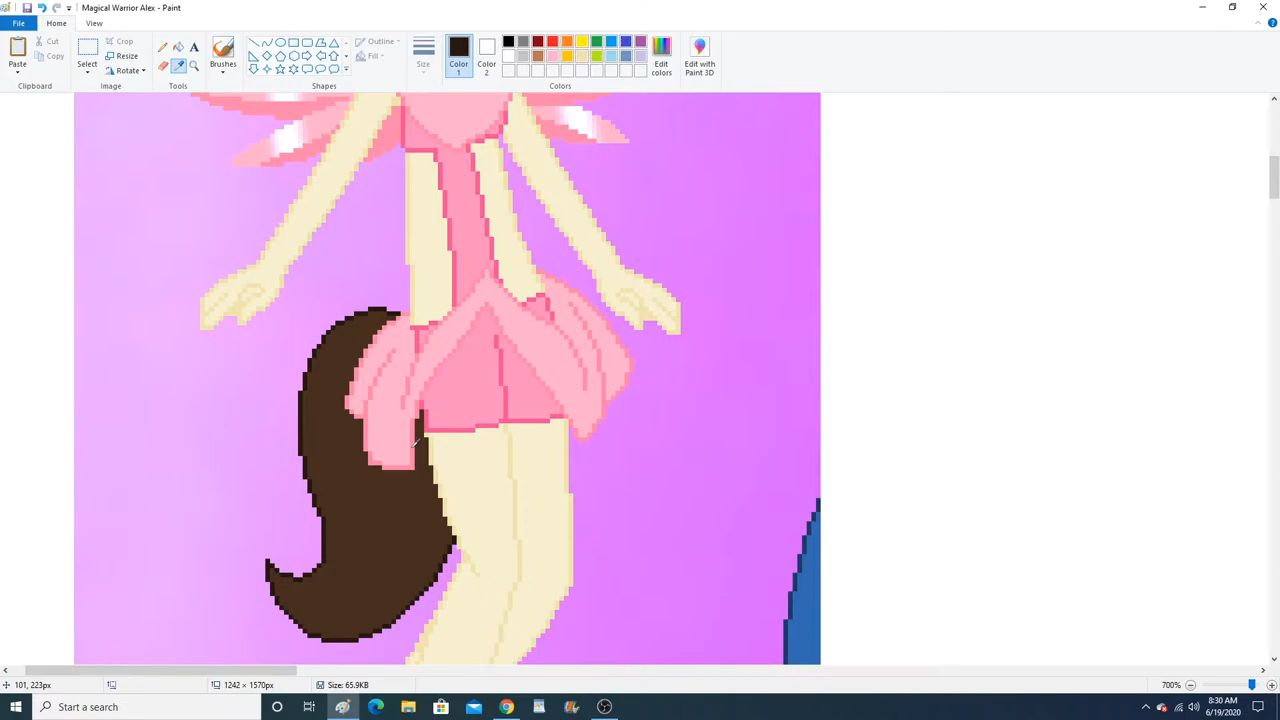 Magical Warrior Alex - Paint
File Home View
Paste Cut Copy
Clipboard
Select Crop Resize Rotate
Image
A
Tools
Brushes
Outline Fill
Shapes
Size
Color 1 Color 2
Edit colors
Edit with Paint 3D
Colors
101, 223px 1242 × 1570px Size: 65.9KB 700%
Start a search 8:30 AM
6/19/2020